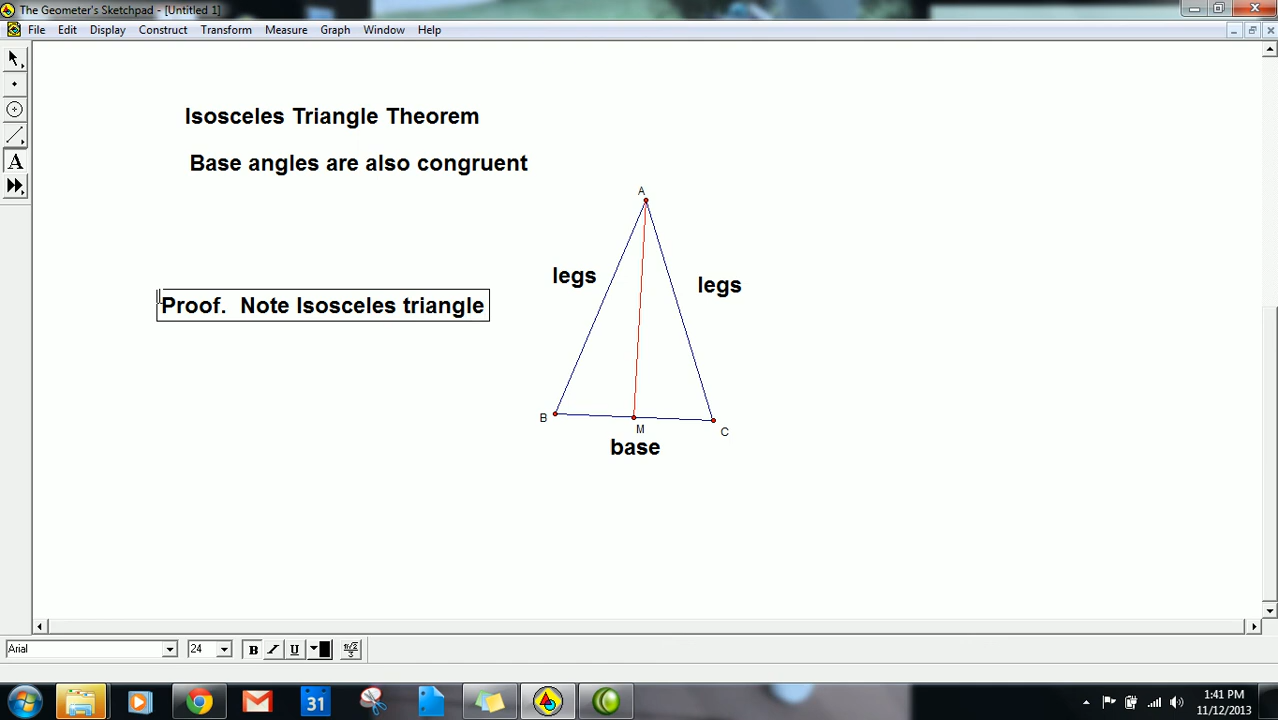 The Geometer's Sketchpad - [Untitled 1]
File Edit Display Construct Transform Measure Graph Window Help
A
Isosceles Triangle Theorem
Base angles are also congruent
A
legs
legs
Proof.  Note Isosceles triangle
B
M
C
base
Arial 24 B I U
31
1:41 PM
11/12/2013